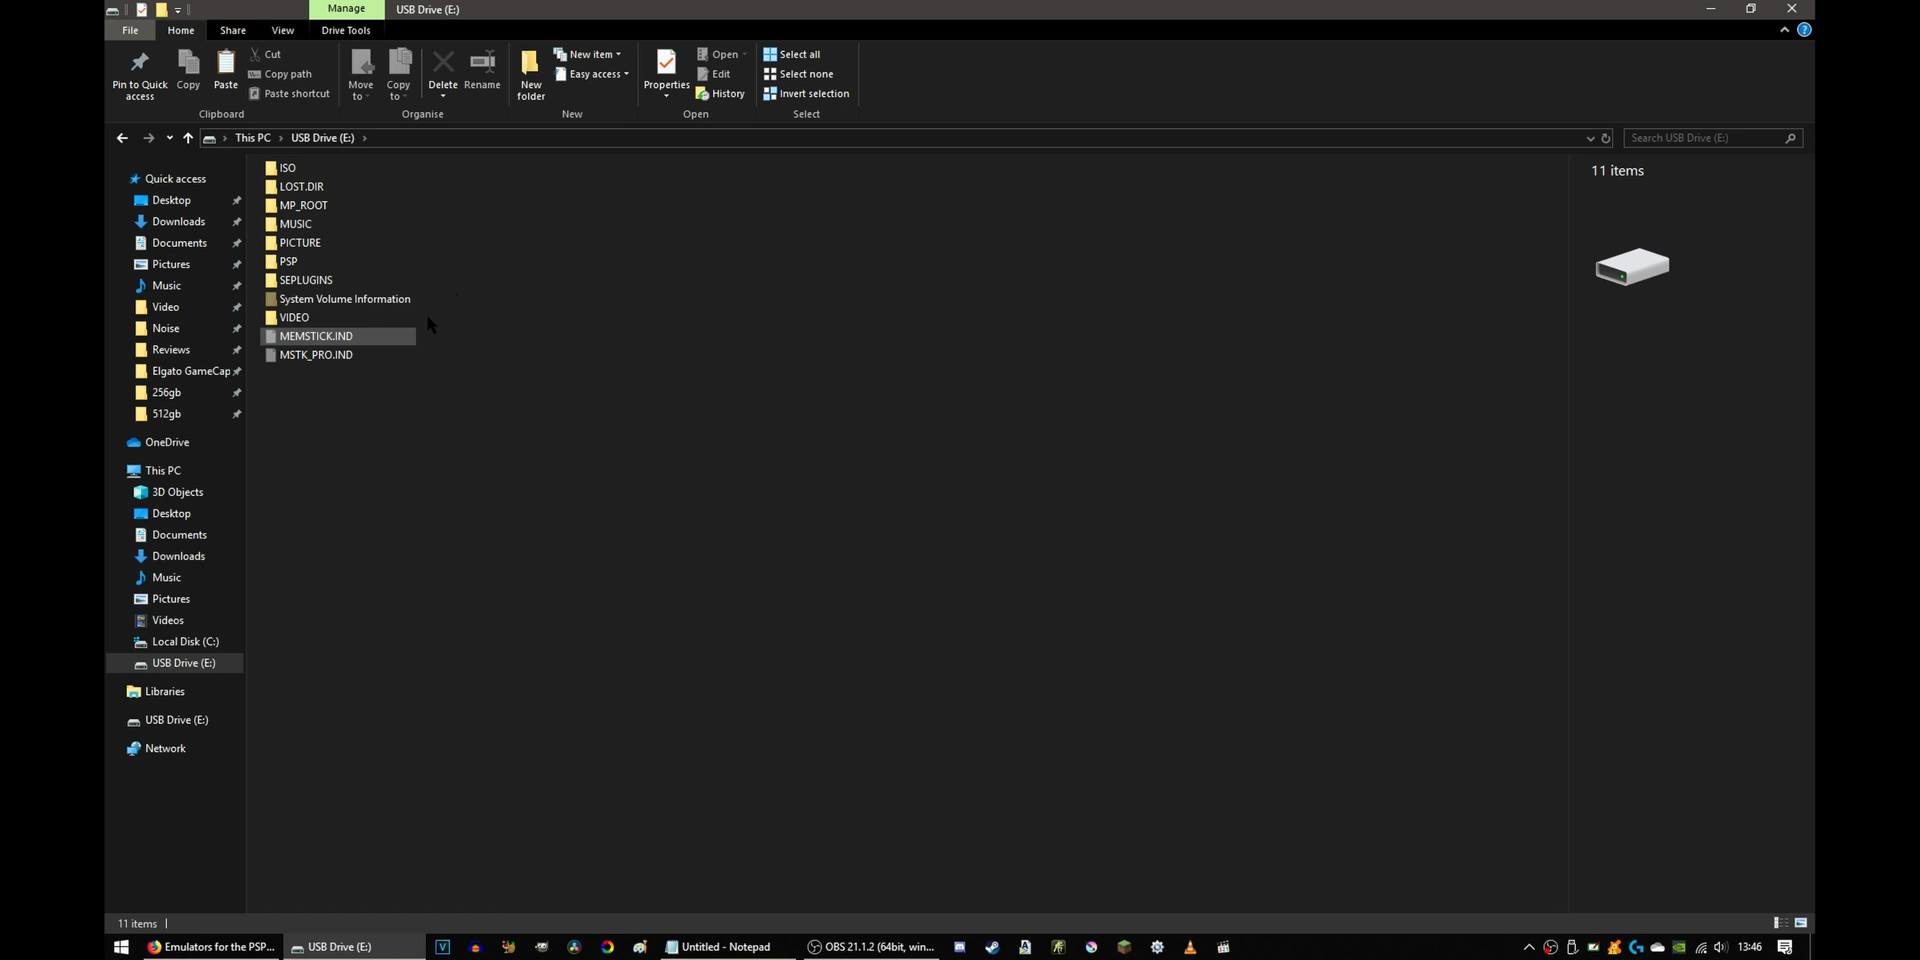 Manage USB Drive (E:)
File Home Share View Drive Tools
Pin to Quick access
Copy
Paste
Cut
Copy path
Paste shortcut
Clipboard
Move to
Copy to
Delete
Rename
Organise
New folder
New item
Easy access
New
Properties
Open
Edit
History
Open
Select all
Select none
Invert selection
Select
This PC USB Drive (E:)
Search USB Drive (E:)
Quick access
Desktop
Downloads
Documents
Pictures
Music
Video
Noise
Reviews
Elgato GameCap
256gb
512gb
OneDrive
This PC
3D Objects
Desktop
Documents
Downloads
Music
Pictures
Videos
Local Disk (C:)
USB Drive (E:)
Libraries
USB Drive (E:)
Network
ISO
LOST.DIR
MP_ROOT
MUSIC
PICTURE
PSP
SEPLUGINS
System Volume Information
VIDEO
MEMSTICK.IND
MSTK_PRO.IND
11 items
11 items
Emulators for the PSP...
USB Drive (E:)
Untitled - Notepad
OBS 21.1.2 (64bit, win...
13:46